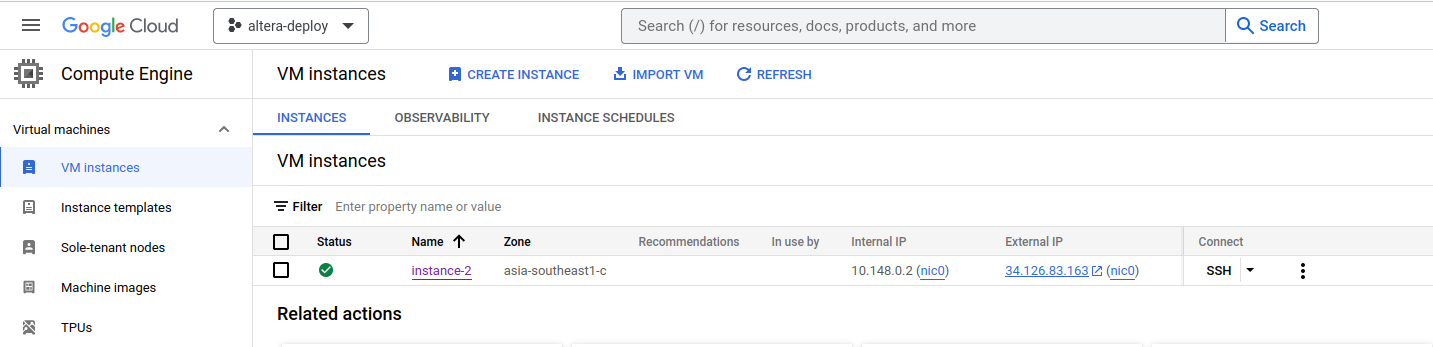 Google Cloud altera-deploy Search (/) for resources, docs, products, and more Search
Compute Engine VM instances CREATE INSTANCE IMPORT VM REFRESH
INSTANCES OBSERVABILITY INSTANCE SCHEDULES
Virtual machines
VM instances
VM instances
Instance templates
Filter Enter property name or value
Status Name Zone Recommendations In use by Internal IP External IP Connect
Sole-tenant nodes
instance-2 asia-southeast1-c 10.148.0.2 (nic0) 34.126.83.163 (nic0) SSH
Machine images
Related actions
TPUs